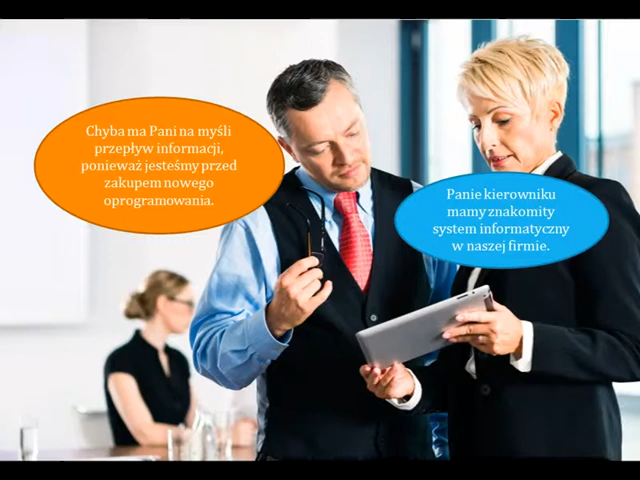 Chyba ma Pani na myśli
przepływ informacji,
ponieważ jesteśmy przed
zakupem nowego
oprogramowania.
Panie kierowniku
mamy znakomity
system informatyczny
w naszej firmie.